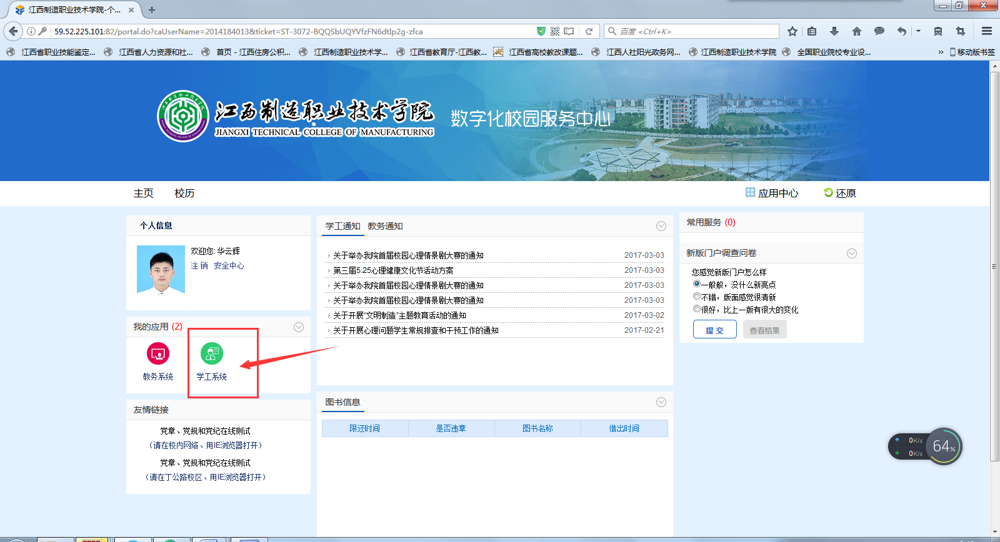 江西制造职业技术学院-个...
59.52.225.101:82/portal.do?caUserName=2014184013&ticket=ST-3072-BQQSbUQYVfzFN6dtIp2g-zfca
百度 <Ctrl+K>
江西省职业技能鉴定...
江西省人力资源和社...
首页 - 江西住房公积...
江西制造职业技术学...
江西省教育厅-江西教...
江西省高校教改课题...
江西人社阳光政务网...
江西制造职业技术学院
全国职业院校专业设...
»
移动版书签
江西制造职业技术学院
JIANGXI TECHNICAL COLLEGE OF MANUFACTURING
数字化校园服务中心
主页
校历
应用中心
还原
个人信息
欢迎您: 华云辉
注 销 安全中心
我的应用 (2)
教务系统
学工系统
友情链接
党章、党规和党纪在线测试
（请在校内网络、用IE浏览器打开）
党章、党规和党纪在线测试
（请在丁公路校区、用IE浏览器打开）
学工通知 教务通知
关于举办我院首届校园心理情景剧大赛的通知 2017-03-03
第三届5.25心理健康文化节活动方案 2017-03-03
关于举办我院首届校园心理情景剧大赛的通知 2017-03-03
关于举办我院首届校园心理情景剧大赛的通知 2017-03-03
关于开展“文明制造”主题教育活动的通知 2017-03-02
关于开展心理问题学生常规排查和干预工作的通知 2017-02-21
图书信息
限还时间 是否违章 图书名称 借出时间
常用服务 (0)
新版门户调查问卷
您感觉新版门户怎么样
一般般，没什么新亮点
不错，版面感觉很清新
很好，比上一版有很大的变化
提 交
查看结果
0K/s
0K/s
64%